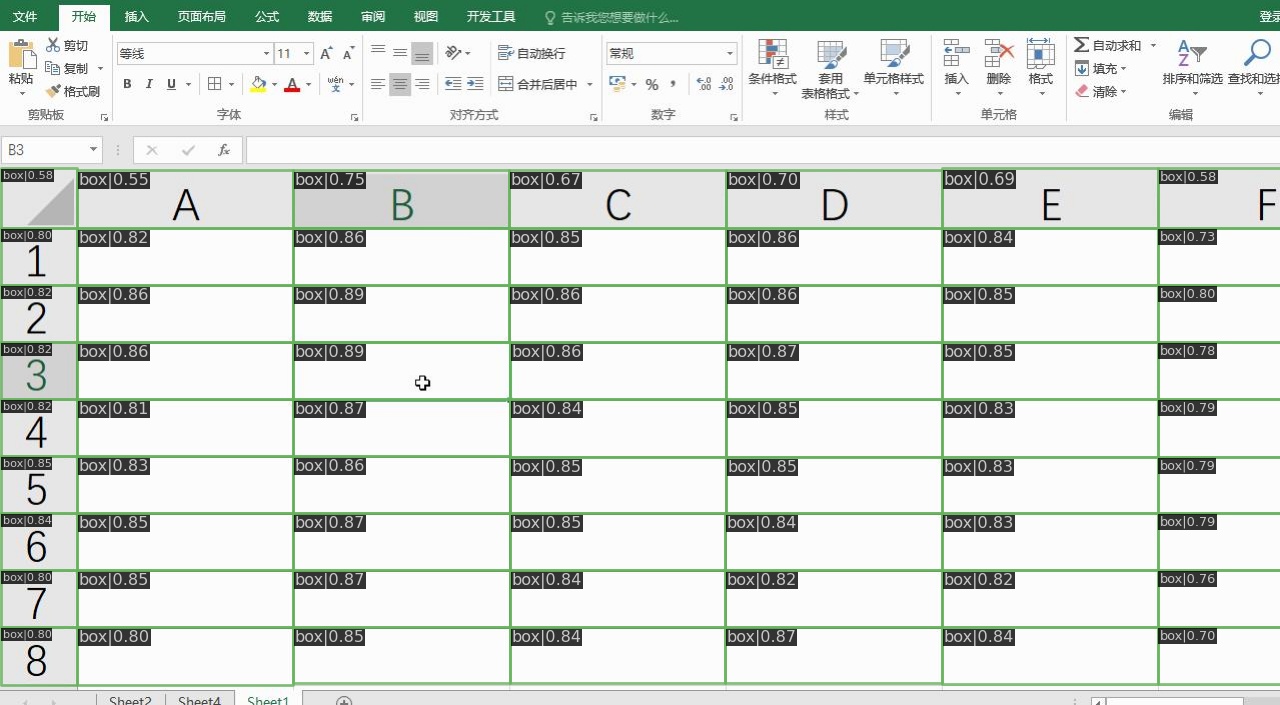 文件 开始 插入 页面布局 公式 数据 审阅 视图 开发工具 告诉我您想要做什么... 登录
粘贴 剪切 复制 格式刷 剪贴板
等线 11 A A B I U A wén 文 字体
自动换行 合并后居中 对齐方式
常规 % , .00 数字
条件格式 套用 表格格式 单元格样式 样式
插入 删除 格式 单元格
Σ 自动求和 填充 清除 A Z 排序和筛选 查找和选 编辑
B3 fx
box|0.58 box|0.55 box|0.75 box|0.67 box|0.70 box|0.69 box|0.58
A B C D E F
box|0.80 box|0.82 box|0.86 box|0.85 box|0.86 box|0.84 box|0.73
1
box|0.82 box|0.86 box|0.89 box|0.86 box|0.86 box|0.85 box|0.80
2
box|0.82 box|0.86 box|0.89 box|0.86 box|0.87 box|0.85 box|0.78
3
box|0.82 box|0.81 box|0.87 box|0.84 box|0.85 box|0.83 box|0.79
4
box|0.85 box|0.83 box|0.86 box|0.85 box|0.85 box|0.83 box|0.79
5
box|0.84 box|0.85 box|0.87 box|0.85 box|0.84 box|0.83 box|0.79
6
box|0.80 box|0.85 box|0.87 box|0.84 box|0.82 box|0.82 box|0.76
7
box|0.80 box|0.80 box|0.85 box|0.84 box|0.87 box|0.84 box|0.70
8
Sheet2 Sheet4 Sheet1